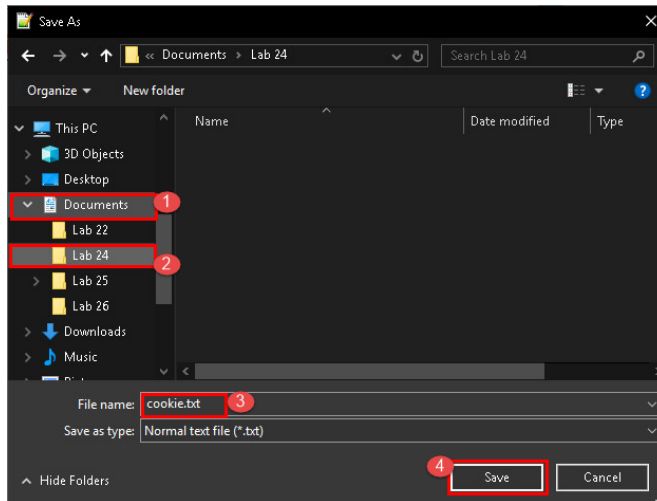 Save As
« Documents > Lab 24
Search Lab 24
Organize
New folder
Name
Date modified
Type
This PC
3D Objects
Desktop
Documents
1
Lab 22
Lab 24
2
Lab 25
Lab 26
Downloads
Music
File name: cookie.txt
3
Save as type: Normal text file (*.txt)
4
Hide Folders
Save
Cancel